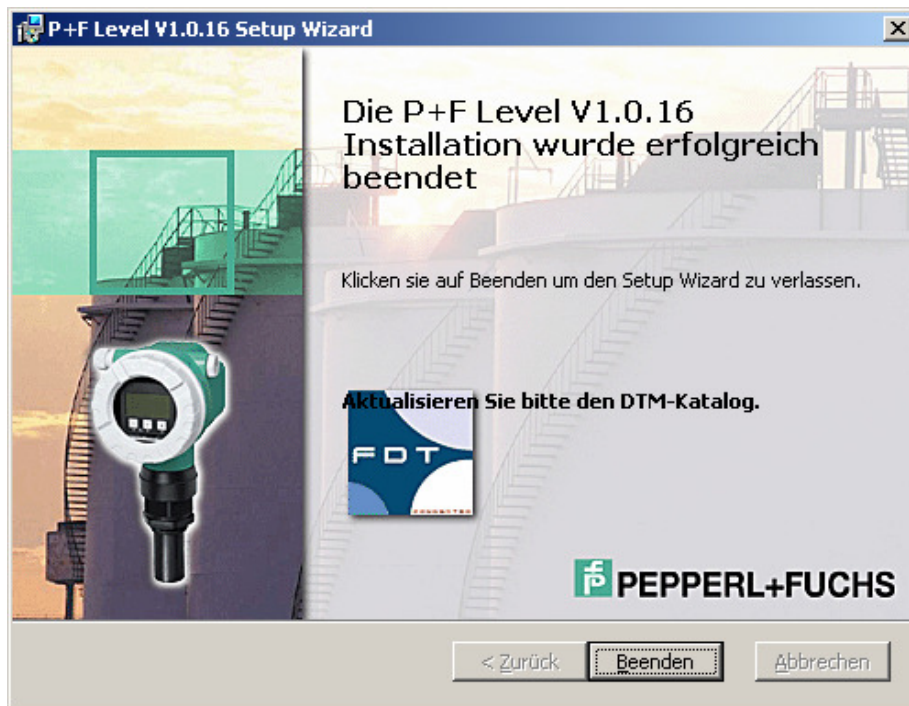 P+F Level V1.0.16 Setup Wizard
Die P+F Level V1.0.16
Installation wurde erfolgreich
beendet
Klicken sie auf Beenden um den Setup Wizard zu verlassen.
Aktualisieren Sie bitte den DTM-Katalog.
FDT
CONNECTED
PEPPERL+FUCHS
< Zurück
Beenden
Abbrechen